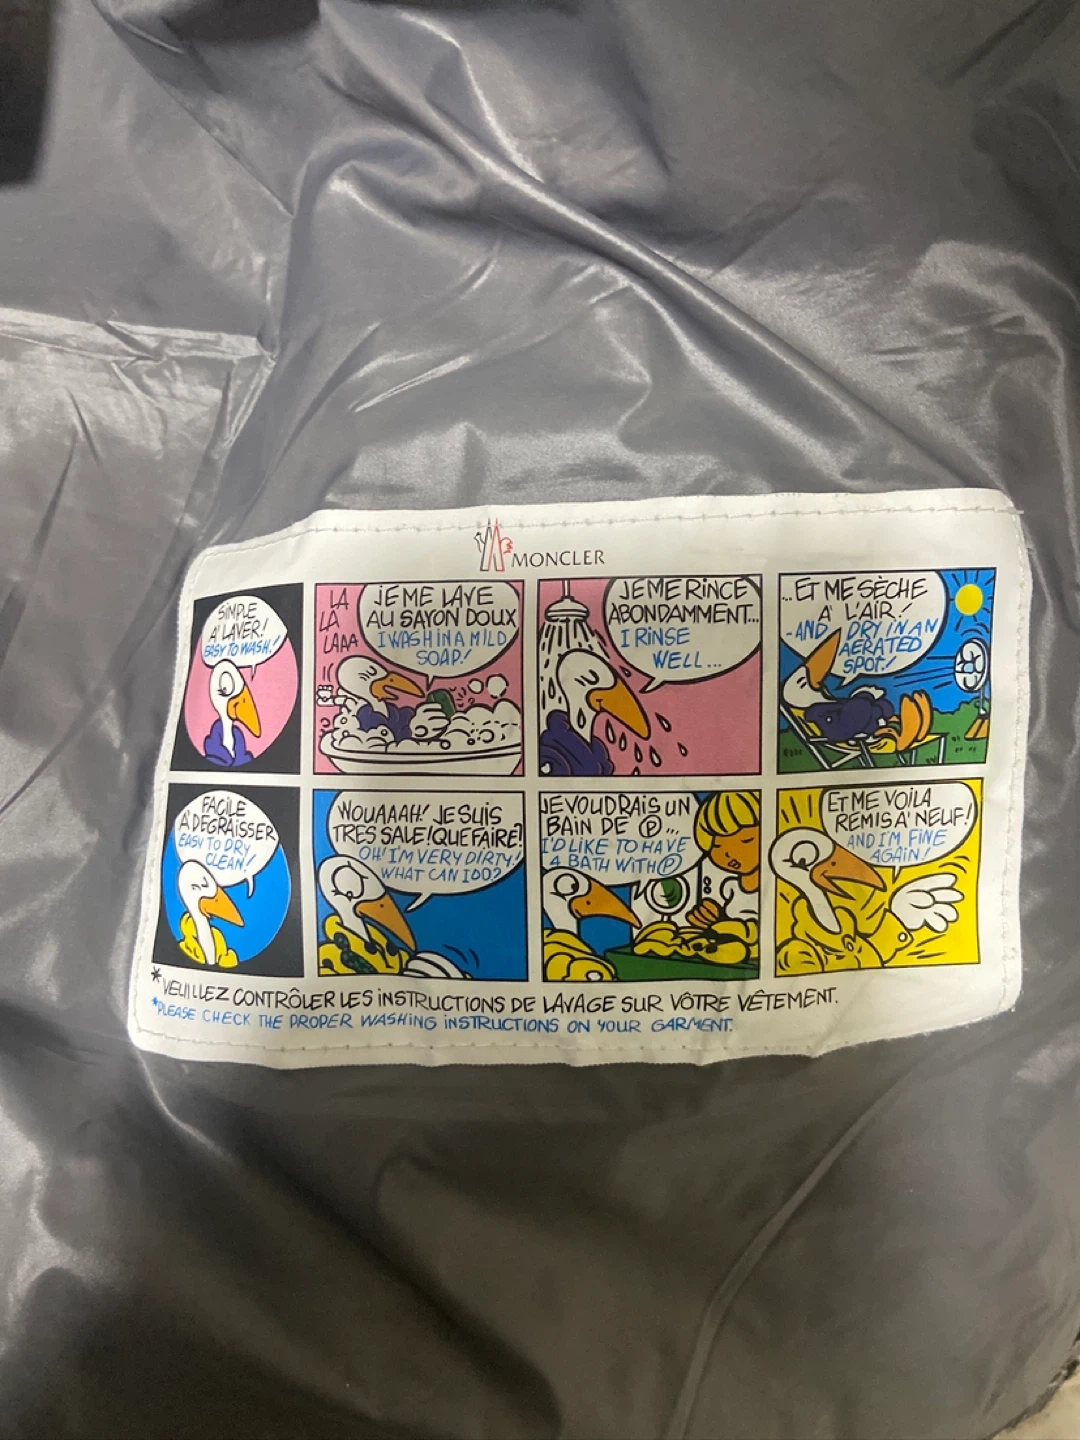 MONCLER
SIMPLE
A' LAVER!
EASY TO WASH!
LA
LA
LAAA
JE ME LAVE
AU SAVON DOUX
I WASH IN A MILD
SOAP!
JE ME RINCE
ABONDAMMENT...
I RINSE
WELL...
...ET ME SÈCHE
A' L'AIR!
-AND I DRY IN AN
AERATED
SPOT!
FACILE
A' DEGRAISSER
EASY TO DRY
CLEAN!
WOUAAAH! JE SUIS
TRES SALE! QUE FAIRE?
OH! I'M VERY DIRTY!
WHAT CAN I DO?
JE VOUDRAIS UN
BAIN DE Ⓟ...
I'D LIKE TO HAVE
A BATH WITH Ⓟ
ET ME VOILA
REMIS A' NEUF!
AND I'M FINE
AGAIN!
*VEUILLEZ CONTRÔLER LES INSTRUCTIONS DE LAVAGE SUR VÔTRE VÊTEMENT.
*PLEASE CHECK THE PROPER WASHING INSTRUCTIONS ON YOUR GARMENT.